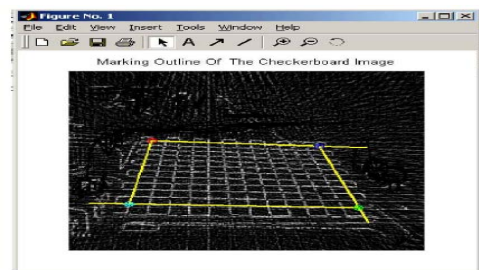 Figure No. 1
File Edit View Insert Tools Window Help
A
Marking Outline Of The Checkerboard Image